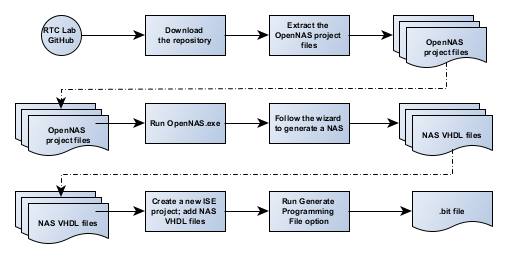 RTC Lab
GitHub
Download
the repository
Extract the
OpenNAS project
files
OpenNAS
project files
OpenNAS
project files
Run OpenNAS.exe
Follow the wizard
to generate a NAS
NAS VHDL files
NAS VHDL files
Create a new ISE
project; add NAS
VHDL files
Run Generate
Programming
File option
.bit file